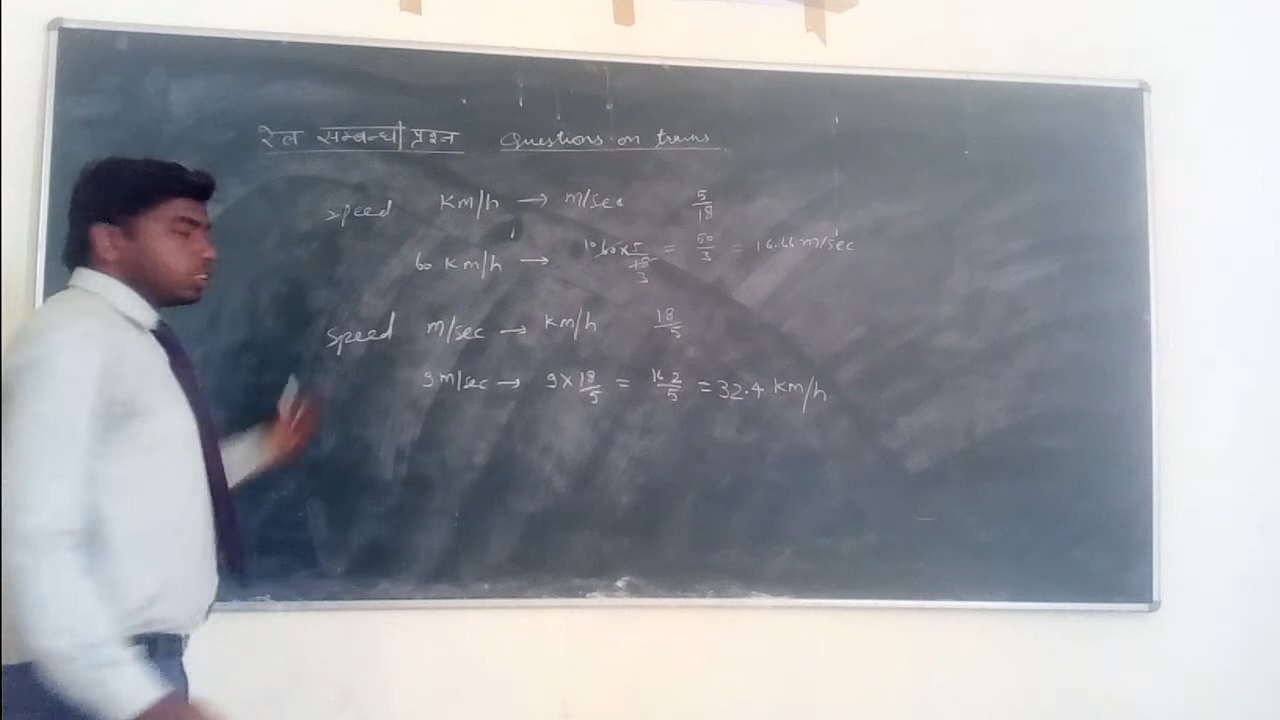 रेल सम्बन्धी प्रश्न Questions on trains
speed Km/h → m/sec 5/18
60 Km/h → 10 60 × 5/18 3 = 50/3 = 16.66 m/sec
speed m/sec → Km/h 18/5
9 m/sec → 9 × 18/5 = 162/5 = 32.4 Km/h